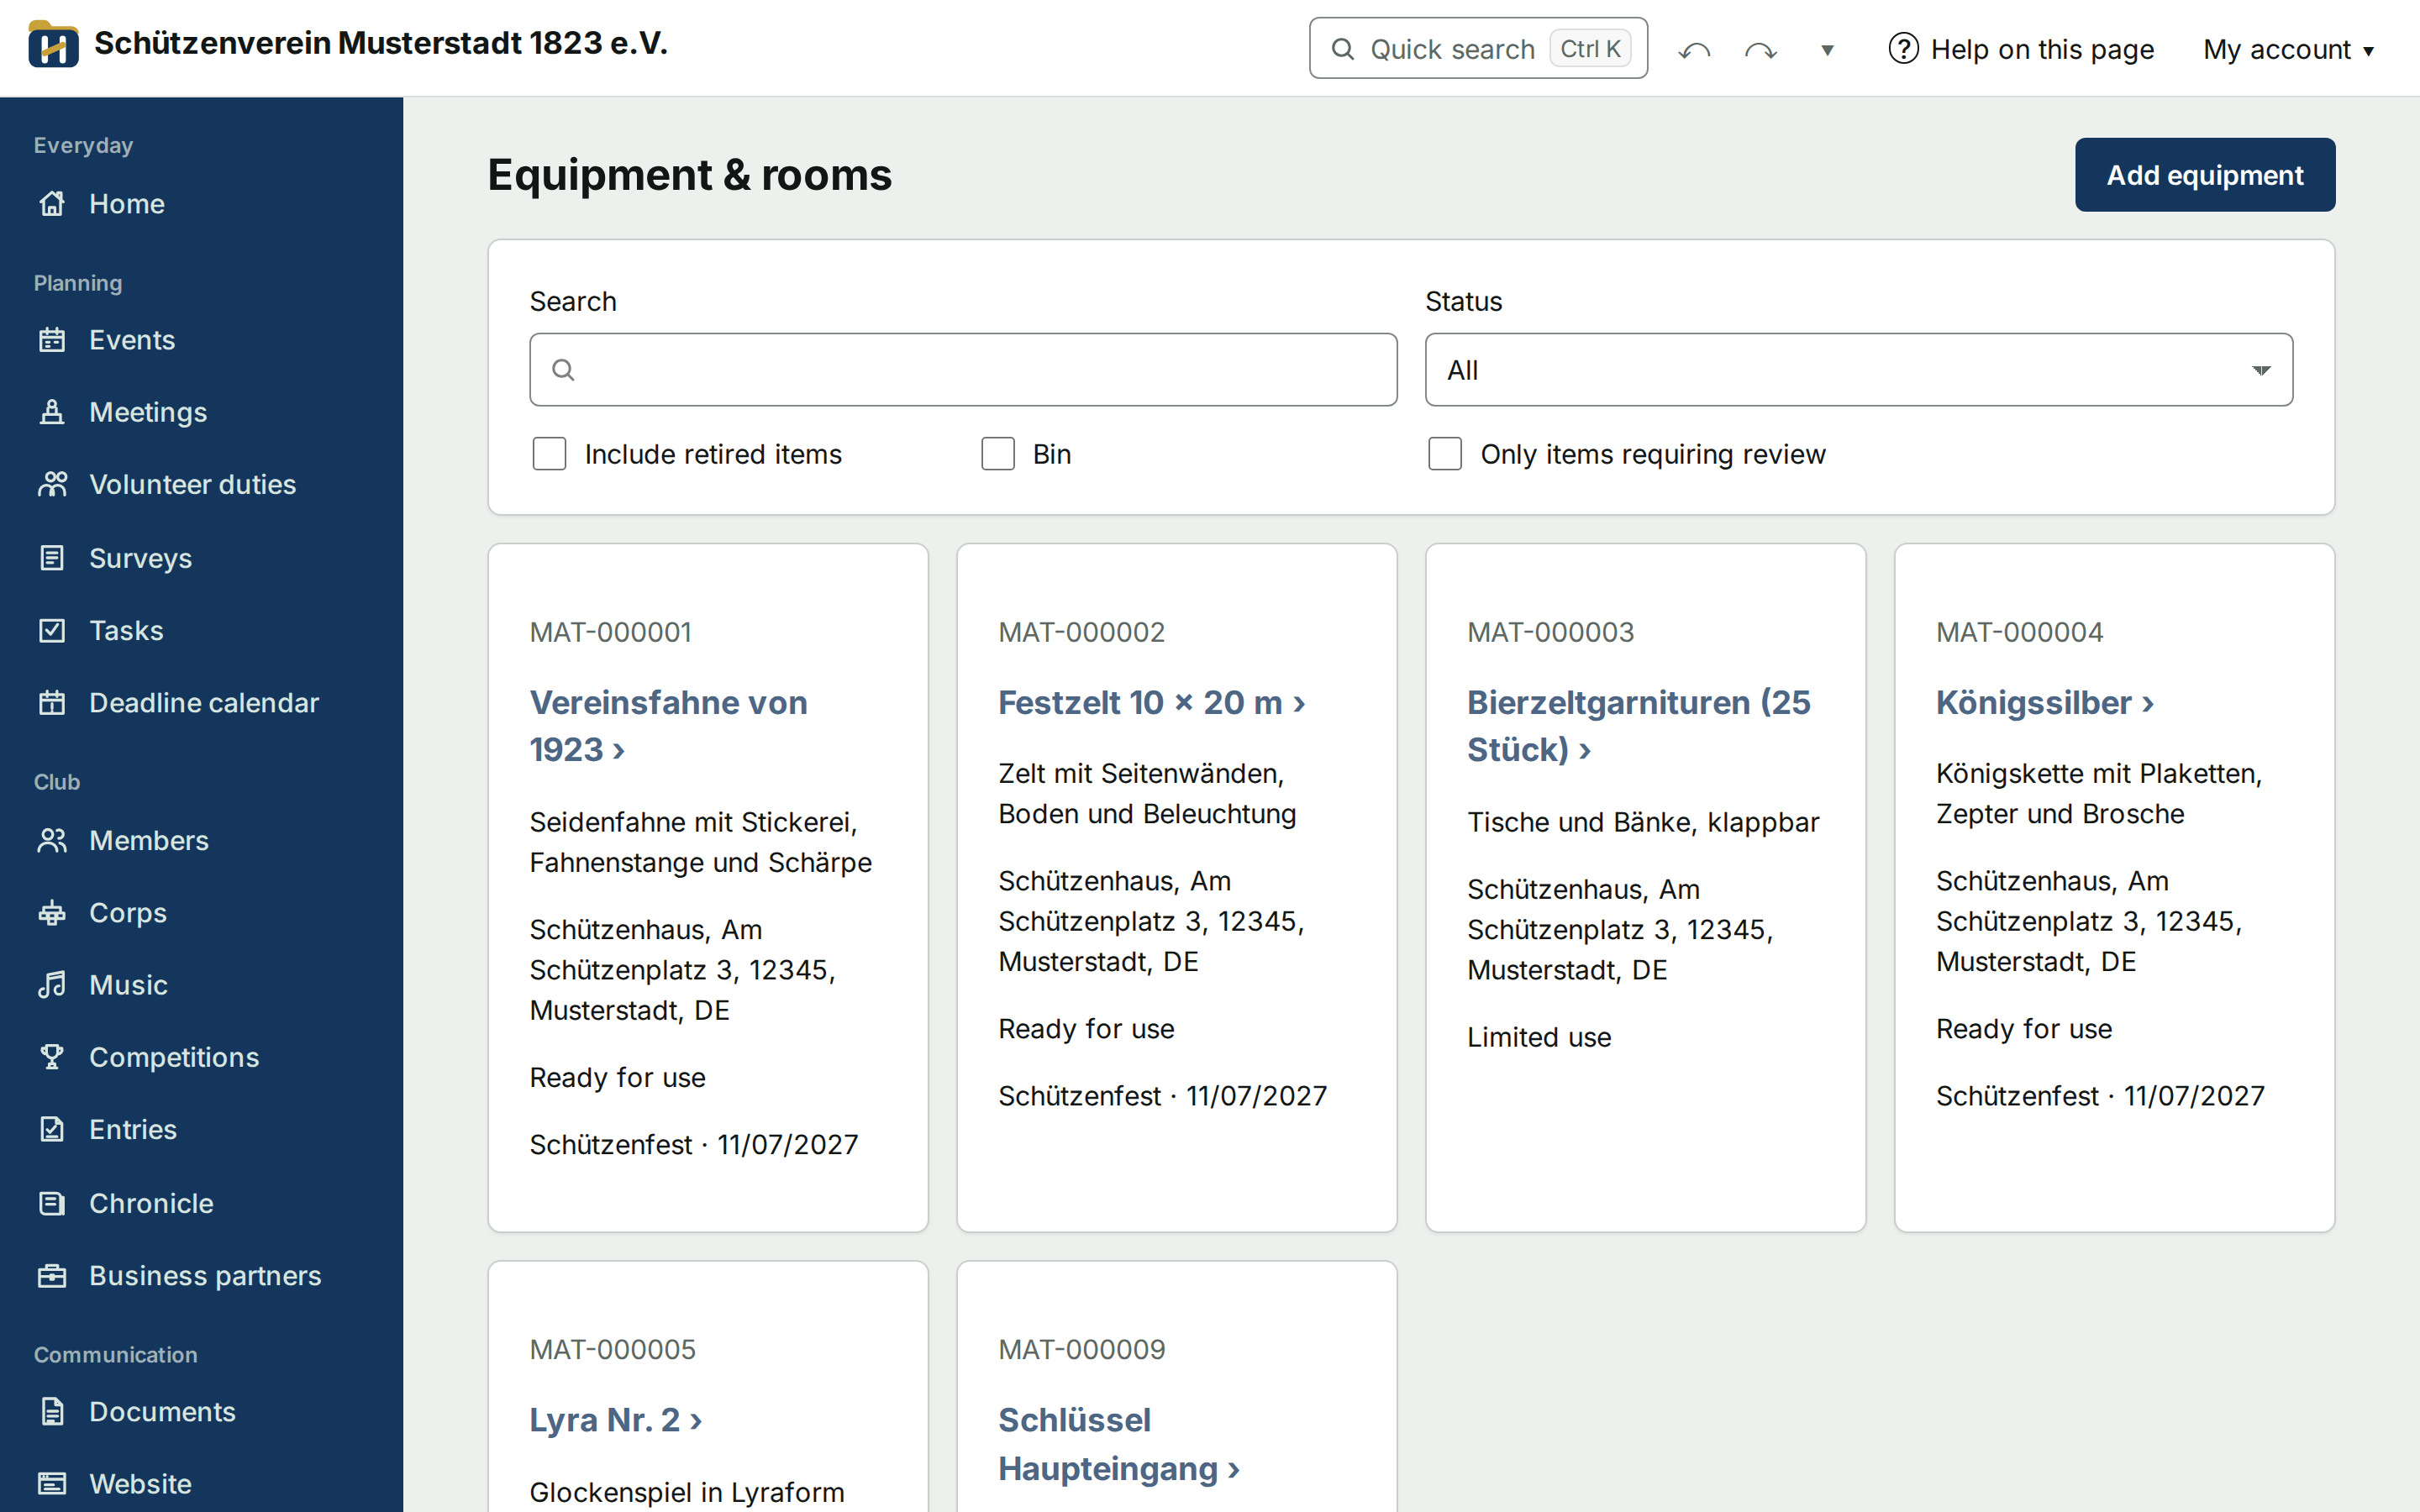 Schützenverein Musterstadt 1823 e.V.
Quick search Ctrl K
Help on this page
My account
Everyday
Home
Planning
Events
Meetings
Volunteer duties
Surveys
Tasks
Deadline calendar
Club
Members
Corps
Music
Competitions
Entries
Chronicle
Business partners
Communication
Documents
Website
Equipment & rooms
Add equipment
Search
Status
All
Include retired items
Bin
Only items requiring review
MAT-000001
Vereinsfahne von
1923 ›
Seidenfahne mit Stickerei,
Fahnenstange und Schärpe
Schützenhaus, Am
Schützenplatz 3, 12345,
Musterstadt, DE
Ready for use
Schützenfest · 11/07/2027
MAT-000002
Festzelt 10 × 20 m ›
Zelt mit Seitenwänden,
Boden und Beleuchtung
Schützenhaus, Am
Schützenplatz 3, 12345,
Musterstadt, DE
Ready for use
Schützenfest · 11/07/2027
MAT-000003
Bierzeltgarnituren (25
Stück) ›
Tische und Bänke, klappbar
Schützenhaus, Am
Schützenplatz 3, 12345,
Musterstadt, DE
Limited use
MAT-000004
Königssilber ›
Königskette mit Plaketten,
Zepter und Brosche
Schützenhaus, Am
Schützenplatz 3, 12345,
Musterstadt, DE
Ready for use
Schützenfest · 11/07/2027
MAT-000005
Lyra Nr. 2 ›
Glockenspiel in Lyraform
MAT-000009
Schlüssel
Haupteingang ›